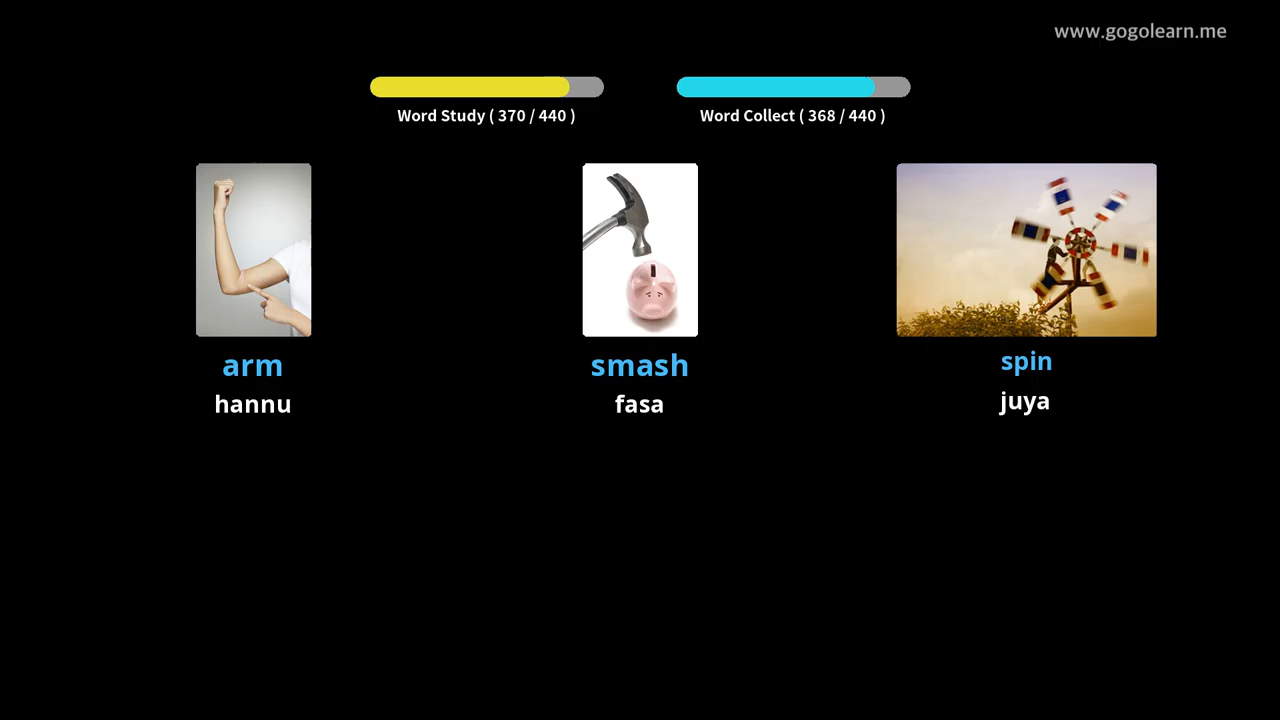 www.gogolearn.me
Word Study ( 370 / 440 )
Word Collect ( 368 / 440 )
arm
hannu
smash
fasa
spin
juya